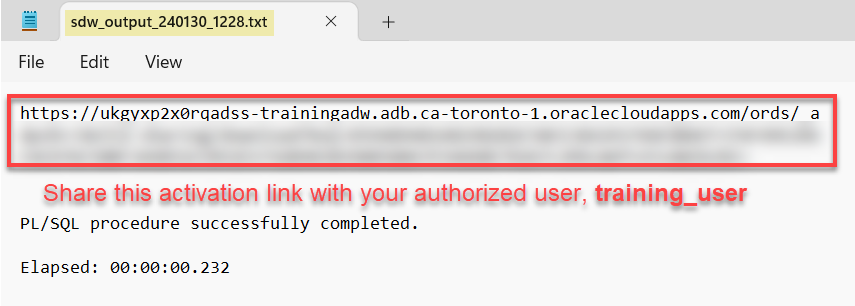 sdw_output_240130_1228.txt
File Edit View
https://ukgyxp2x0rqadss-trainingadw.adb.ca-toronto-1.oraclecloudapps.com/ords/_a
Share this activation link with your authorized user, training_user
PL/SQL procedure successfully completed.
Elapsed: 00:00:00.232